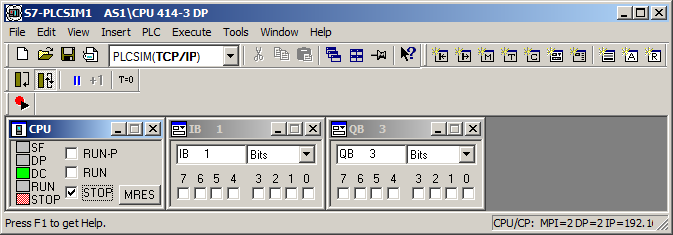 S7-PLCSIM1 AS1\CPU 414-3 DP
File Edit View Insert PLC Execute Tools Window Help
PLCSIM(TCP/IP)
+1 T=0
CPU
SF
DP
DC
RUN
STOP
RUN-P
RUN
STOP
MRES
IB 1
IB 1 Bits
7 6 5 4 3 2 1 0
QB 3
QB 3 Bits
7 6 5 4 3 2 1 0
Press F1 to get Help.
CPU/CP: MPI=2 DP=2 IP=192.16